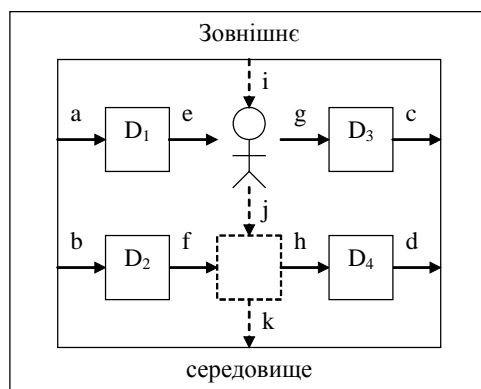 Зовнішнє
i
a D₁ e g D₃ c
j
b D₂ f h D₄ d
k
середовище